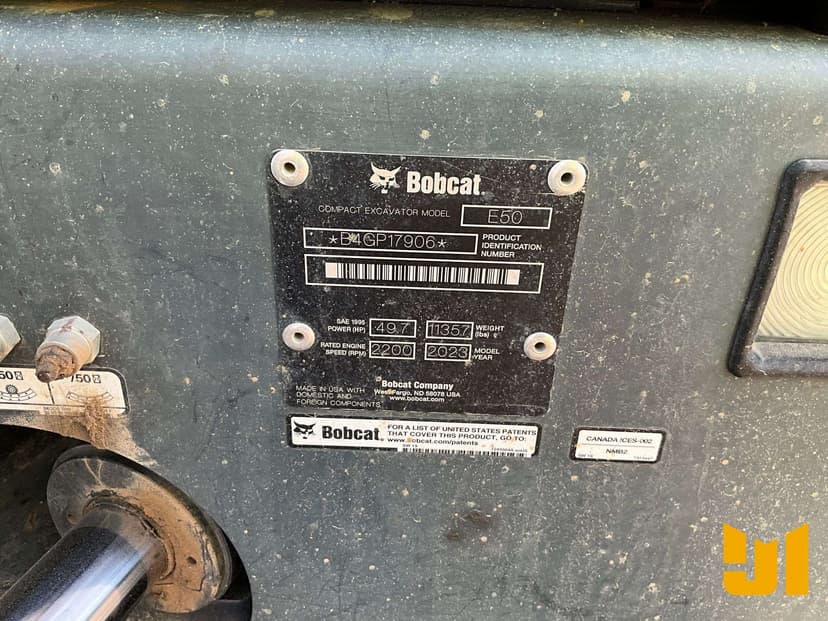 Bobcat.
COMPACT EXCAVATOR MODEL E50
*B4GP17906* PRODUCT IDENTIFICATION NUMBER
SAE 1995 POWER (HP) 49.7 11357 WEIGHT (lbs)
RATED ENGINE SPEED (RPM) 2200 2023 MODEL YEAR
MADE IN USA WITH DOMESTIC AND FOREIGN COMPONENTS
Bobcat Company
West Fargo, ND 58078 USA
www.bobcat.com
Bobcat. FOR A LIST OF UNITED STATES PATENTS
THAT COVER THIS PRODUCT, GO TO:
www.bobcat.com/patents
CANADA ICES-002
NMB2